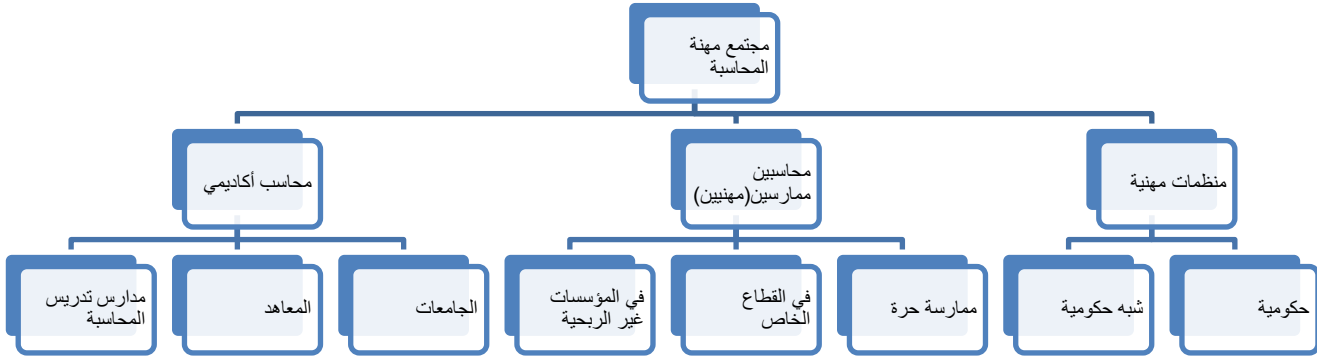 مجتمع مهنة
المحاسبة
منظمات مهنية
محاسبين
ممارسين(مهنيين)
محاسب أكاديمي
حكومية
شبه حكومية
ممارسة حرة
في القطاع
الخاص
في المؤسسات
غير الربحية
الجامعات
المعاهد
مدارس تدريس
المحاسبة